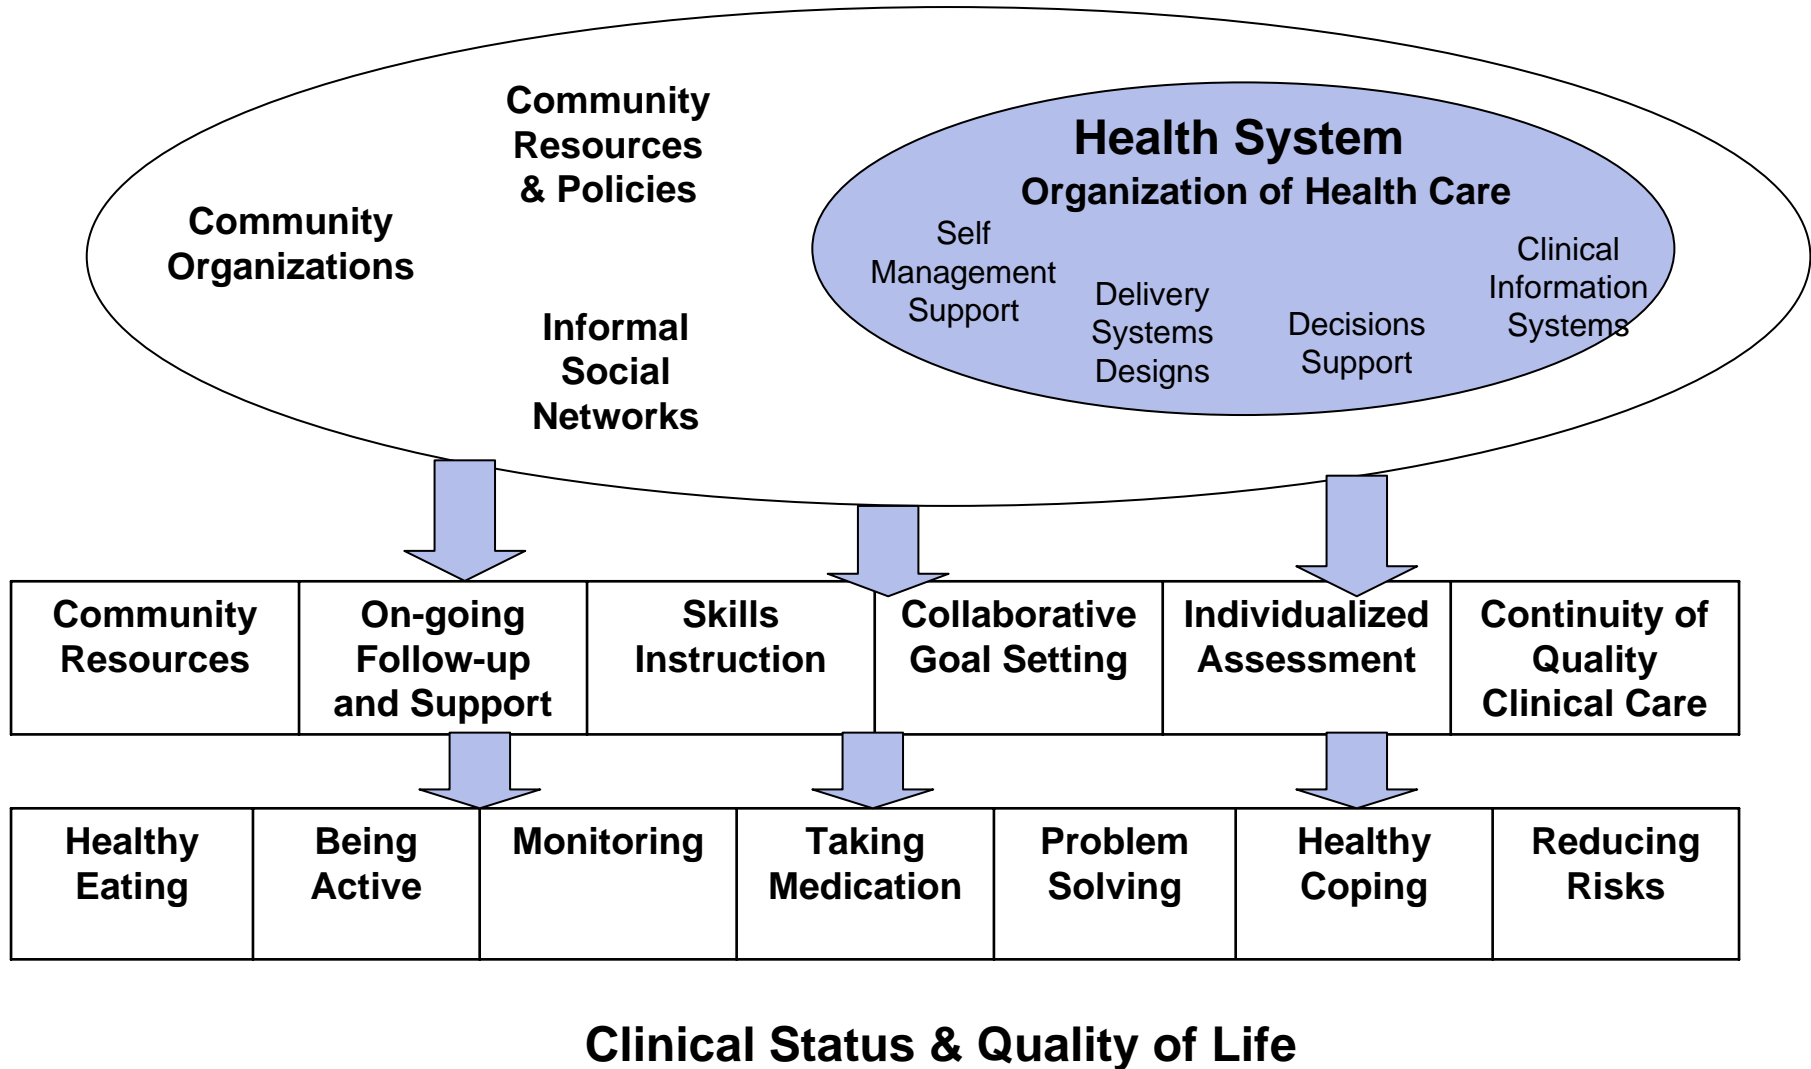 Community
Resources
& Policies
Community
Organizations
Informal
Social
Networks
Health System
Organization of Health Care
Self
Management
Support
Delivery
Systems
Designs
Decisions
Support
Clinical
Information
Systems
Community
Resources
On-going
Follow-up
and Support
Skills
Instruction
Collaborative
Goal Setting
Individualized
Assessment
Continuity of
Quality
Clinical Care
Healthy
Eating
Being
Active
Monitoring
Taking
Medication
Problem
Solving
Healthy
Coping
Reducing
Risks
Clinical Status & Quality of Life